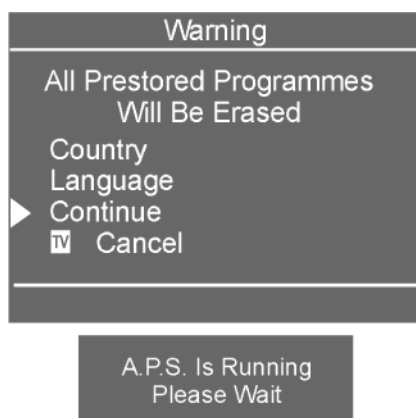 Warning
All Prestored Programmes
Will Be Erased
Country
Language
Continue
TV Cancel
A.P.S. Is Running
Please Wait